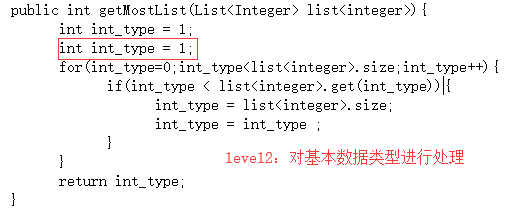 public int getMostList(List<Integer> list<integer>){
int int_type = 1;
int int_type = 1;
for(int_type=0;int_type<list<integer>.size;int_type++){
if(int_type < list<integer>.get(int_type)){
int_type = list<integer>.size;
int_type = int_type ;
}
}
level2：对基本数据类型进行处理
return int_type;
}